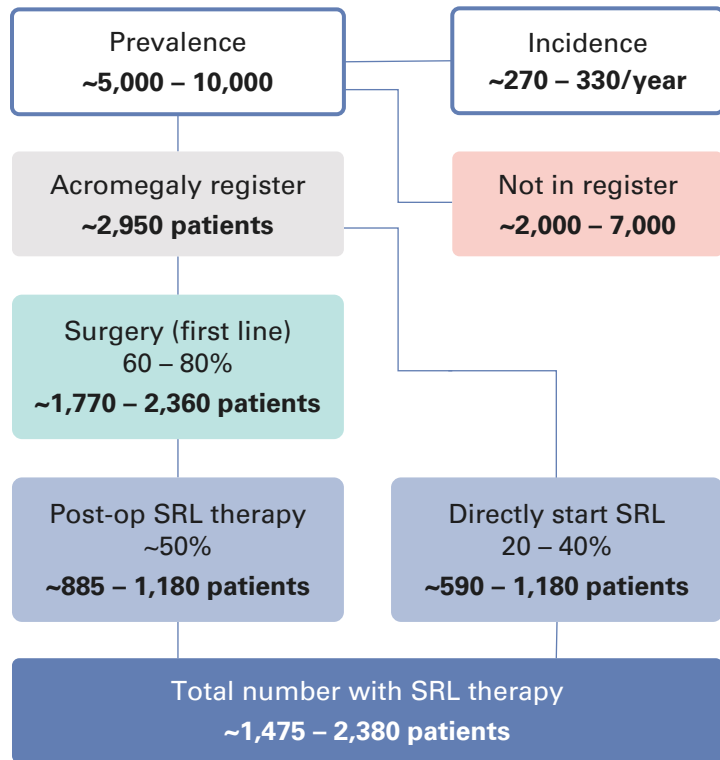 Prevalence
~5,000 – 10,000
Incidence
~270 – 330/year
Acromegaly register
~2,950 patients
Not in register
~2,000 – 7,000
Surgery (first line)
60 – 80%
~1,770 – 2,360 patients
Post-op SRL therapy
~50%
~885 – 1,180 patients
Directly start SRL
20 – 40%
~590 – 1,180 patients
Total number with SRL therapy
~1,475 – 2,380 patients